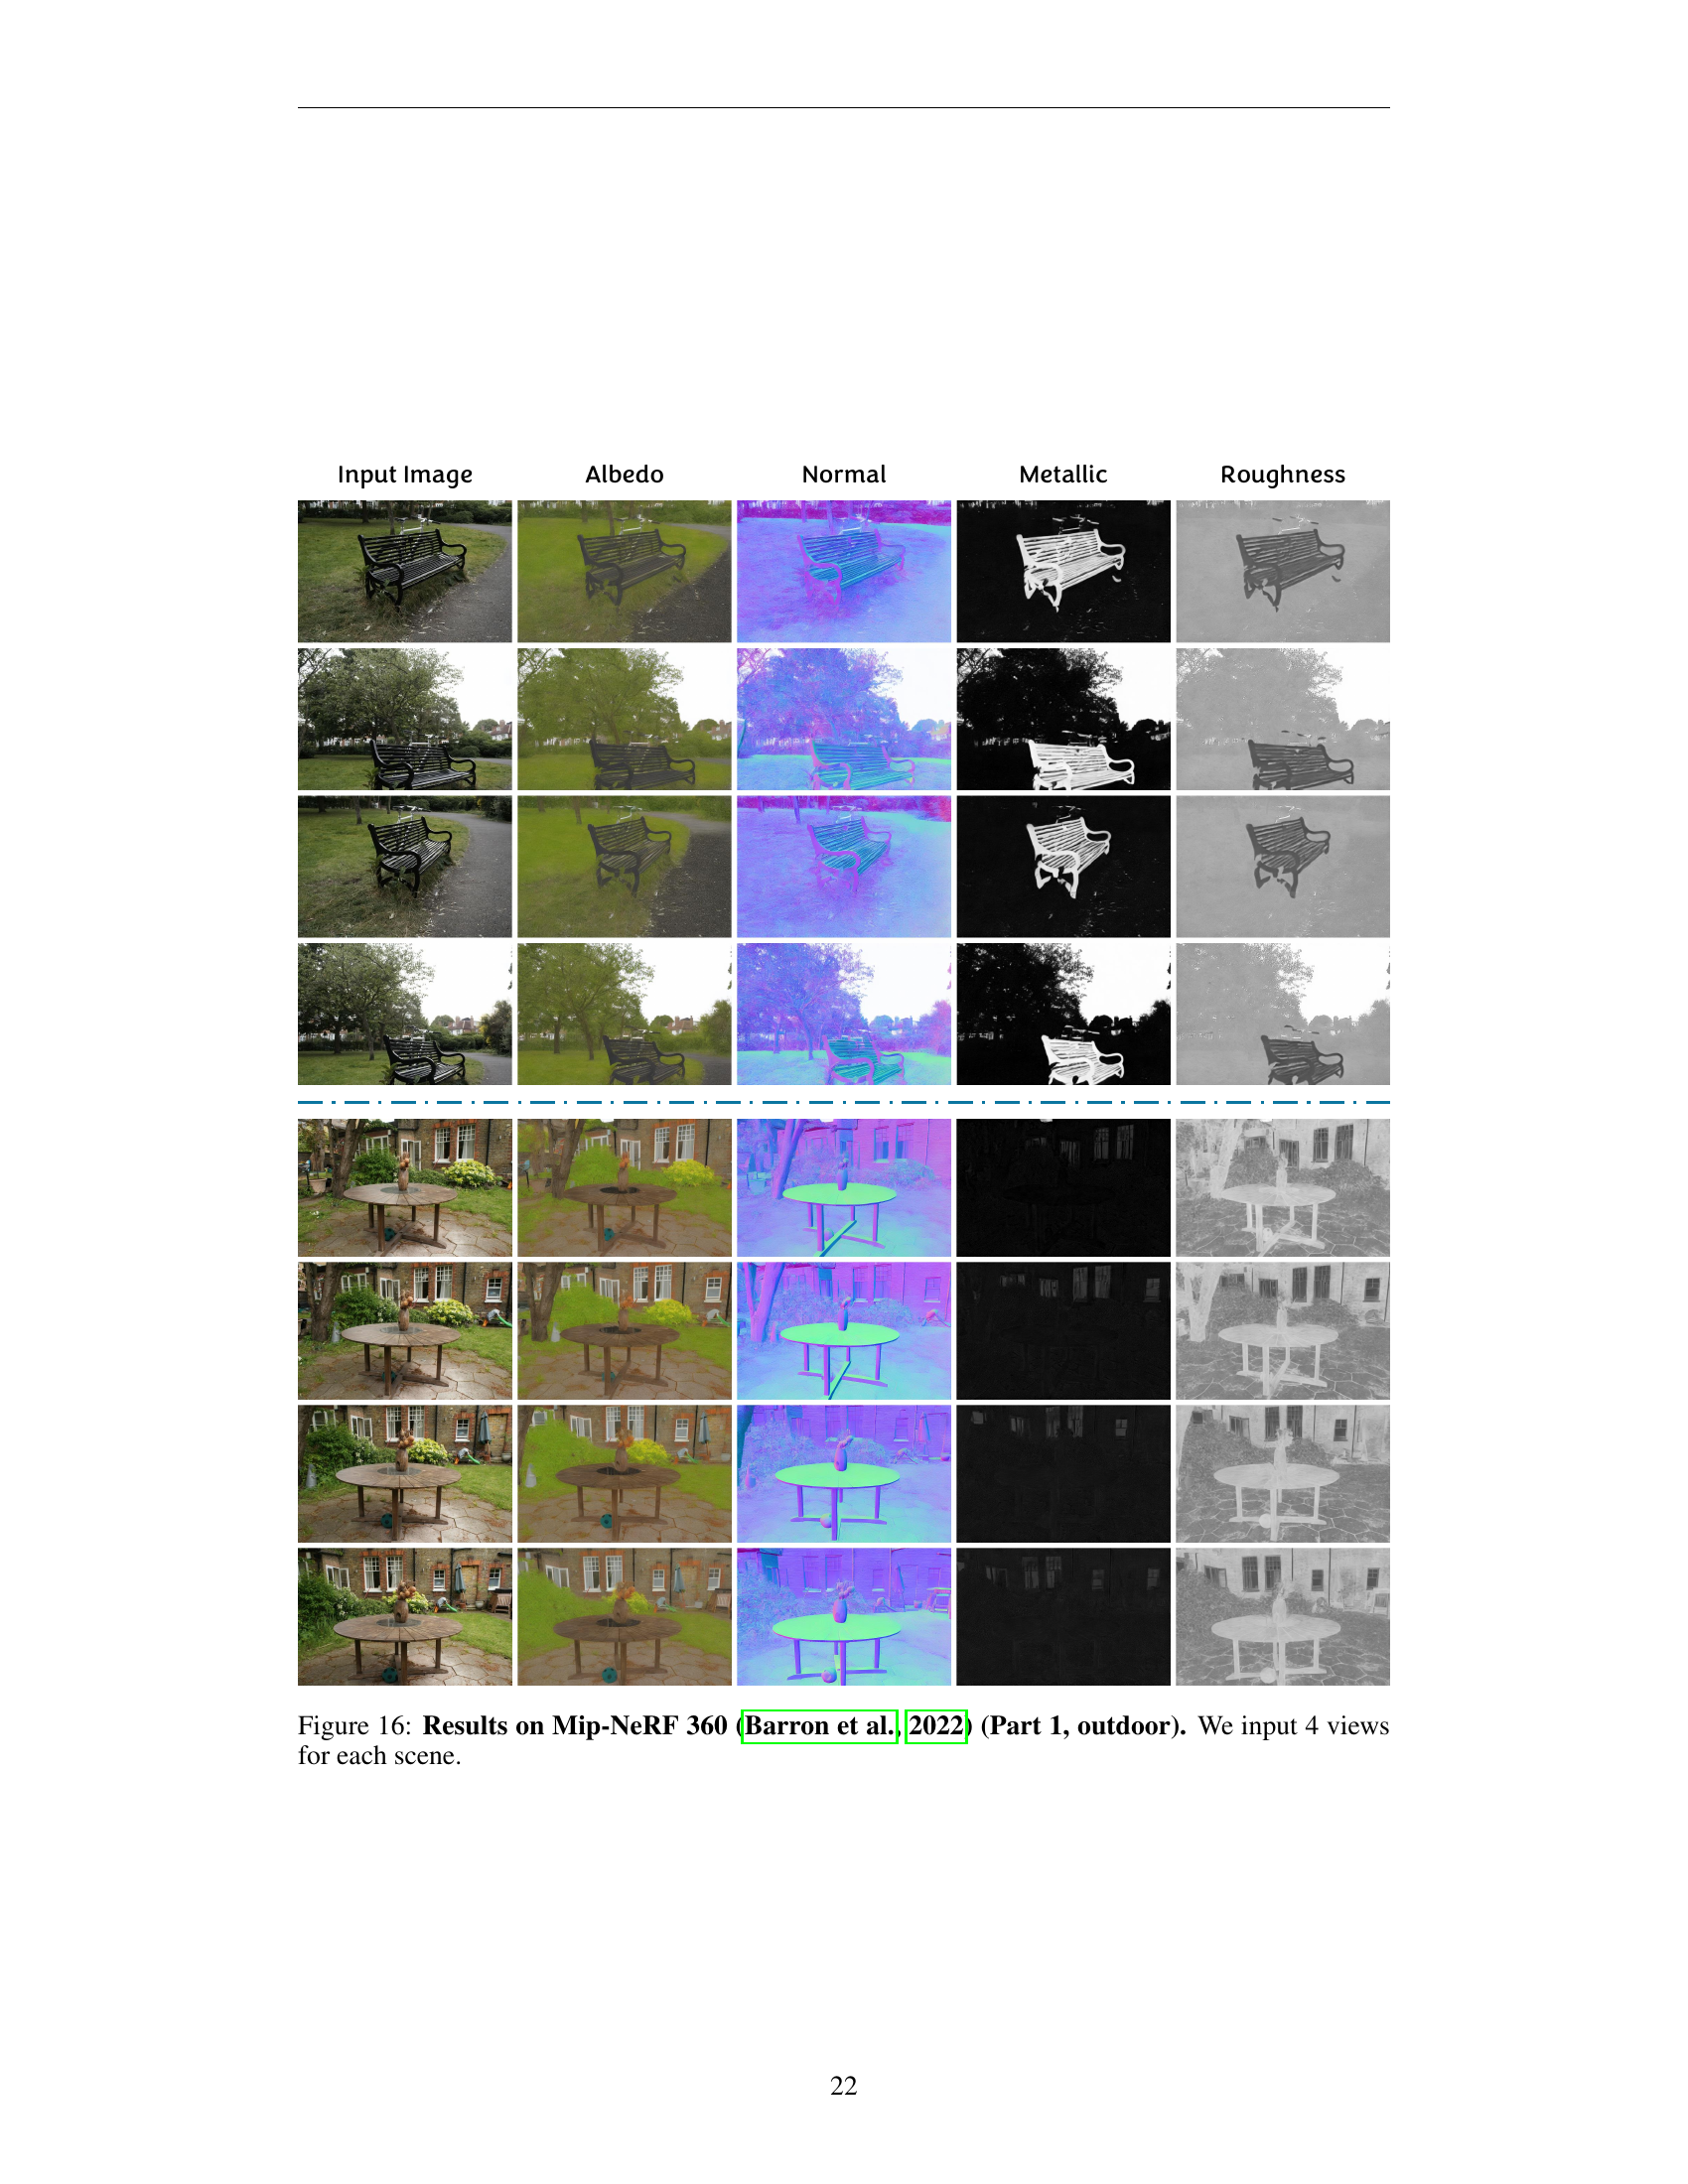 Input Image Albedo Normal Metallic Roughness
Figure 16: Results on Mip-NeRF 360 (Barron et al., 2022) (Part 1, outdoor). We input 4 views
for each scene.
22